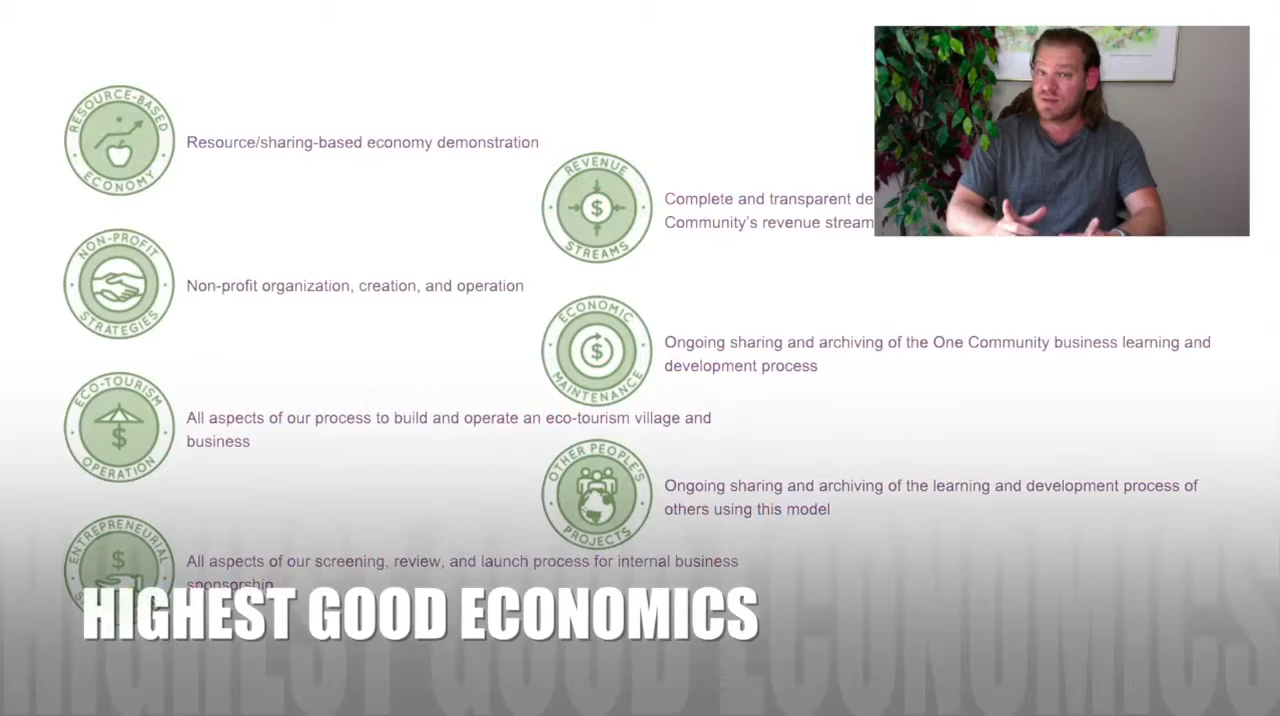 RESOURCE-BASED
ECONOMY
Resource/sharing-based economy demonstration
NON-PROFIT
STRATEGIES
Non-profit organization, creation, and operation
ECO-TOURISM
OPERATION
All aspects of our process to build and operate an eco-tourism village and
business
ENTREPRENEURIAL
All aspects of our screening, review, and launch process for internal business
sponsorship
REVENUE
STREAMS
Complete and transparent de
Community's revenue stream
ECONOMIC
MAINTENANCE
Ongoing sharing and archiving of the One Community business learning and
development process
OTHER PEOPLE'S
PROJECTS
Ongoing sharing and archiving of the learning and development process of
others using this model
HIGHEST GOOD ECONOMICS
HIGHEST GOOD ECONOMICS